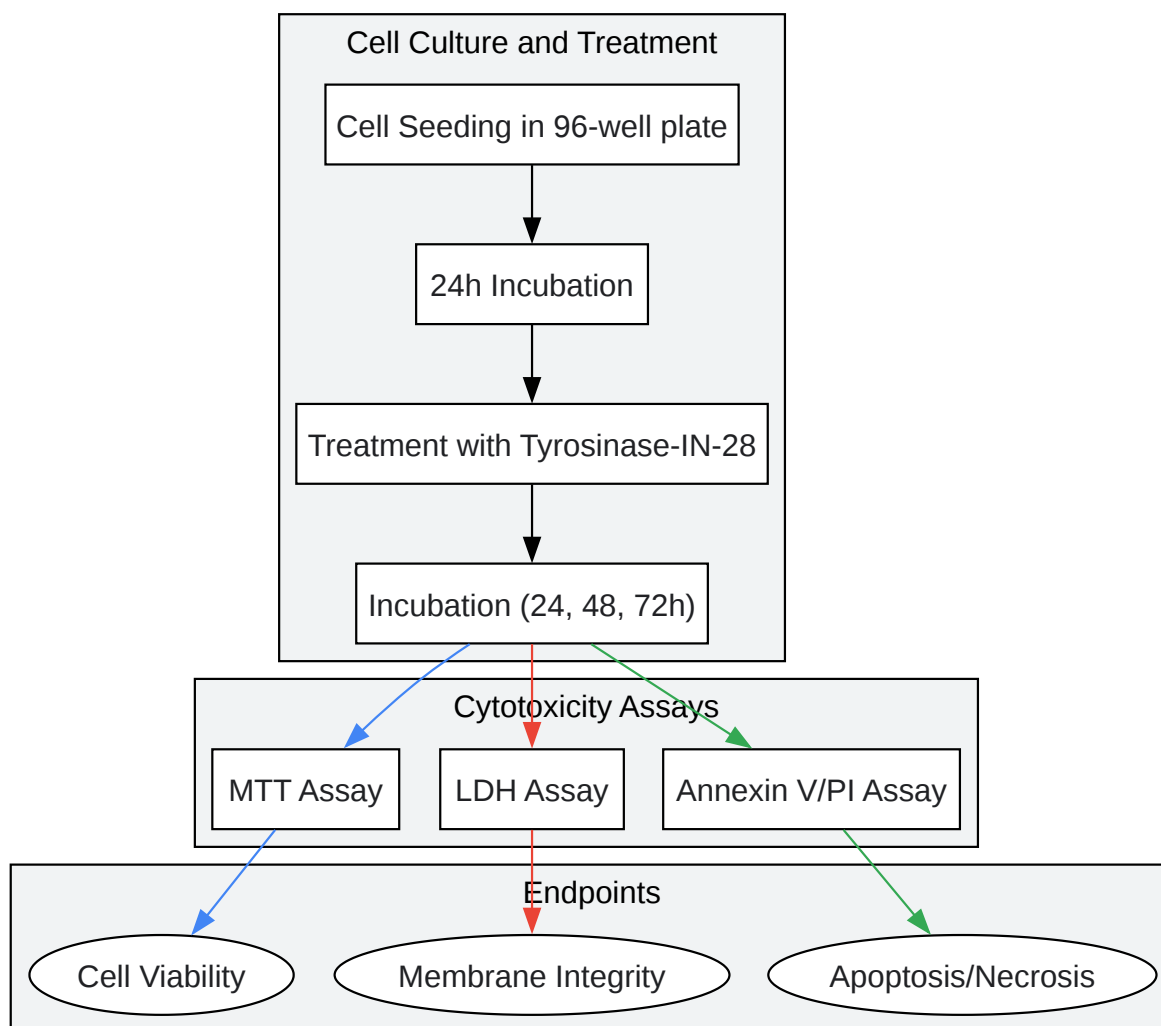 Cell Culture and Treatment
Cell Seeding in 96-well plate
24h Incubation
Treatment with Tyrosinase-IN-28
Incubation (24, 48, 72h)
Cytotoxicity Assays
MTT Assay
LDH Assay
Annexin V/PI Assay
Endpoints
Cell Viability
Membrane Integrity
Apoptosis/Necrosis